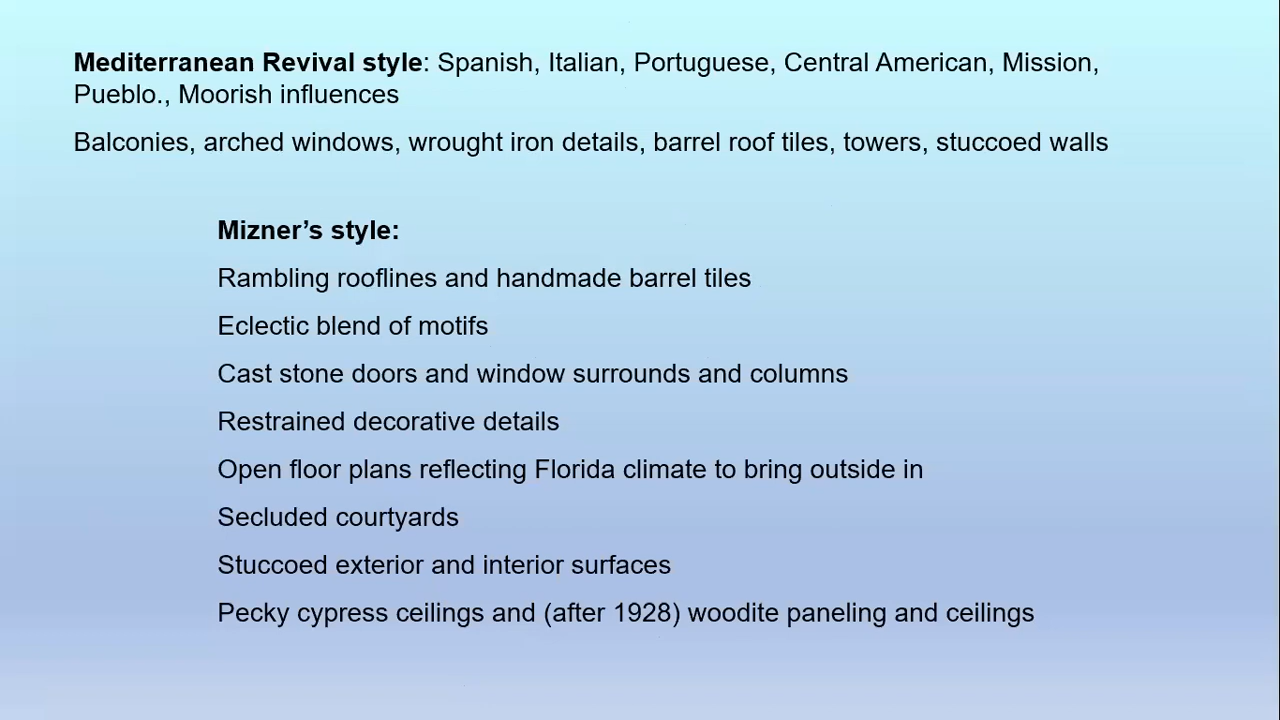 Mediterranean Revival style: Spanish, Italian, Portuguese, Central American, Mission,
Pueblo., Moorish influences
Balconies, arched windows, wrought iron details, barrel roof tiles, towers, stuccoed walls
Mizner’s style:
Rambling rooflines and handmade barrel tiles
Eclectic blend of motifs
Cast stone doors and window surrounds and columns
Restrained decorative details
Open floor plans reflecting Florida climate to bring outside in
Secluded courtyards
Stuccoed exterior and interior surfaces
Pecky cypress ceilings and (after 1928) woodite paneling and ceilings